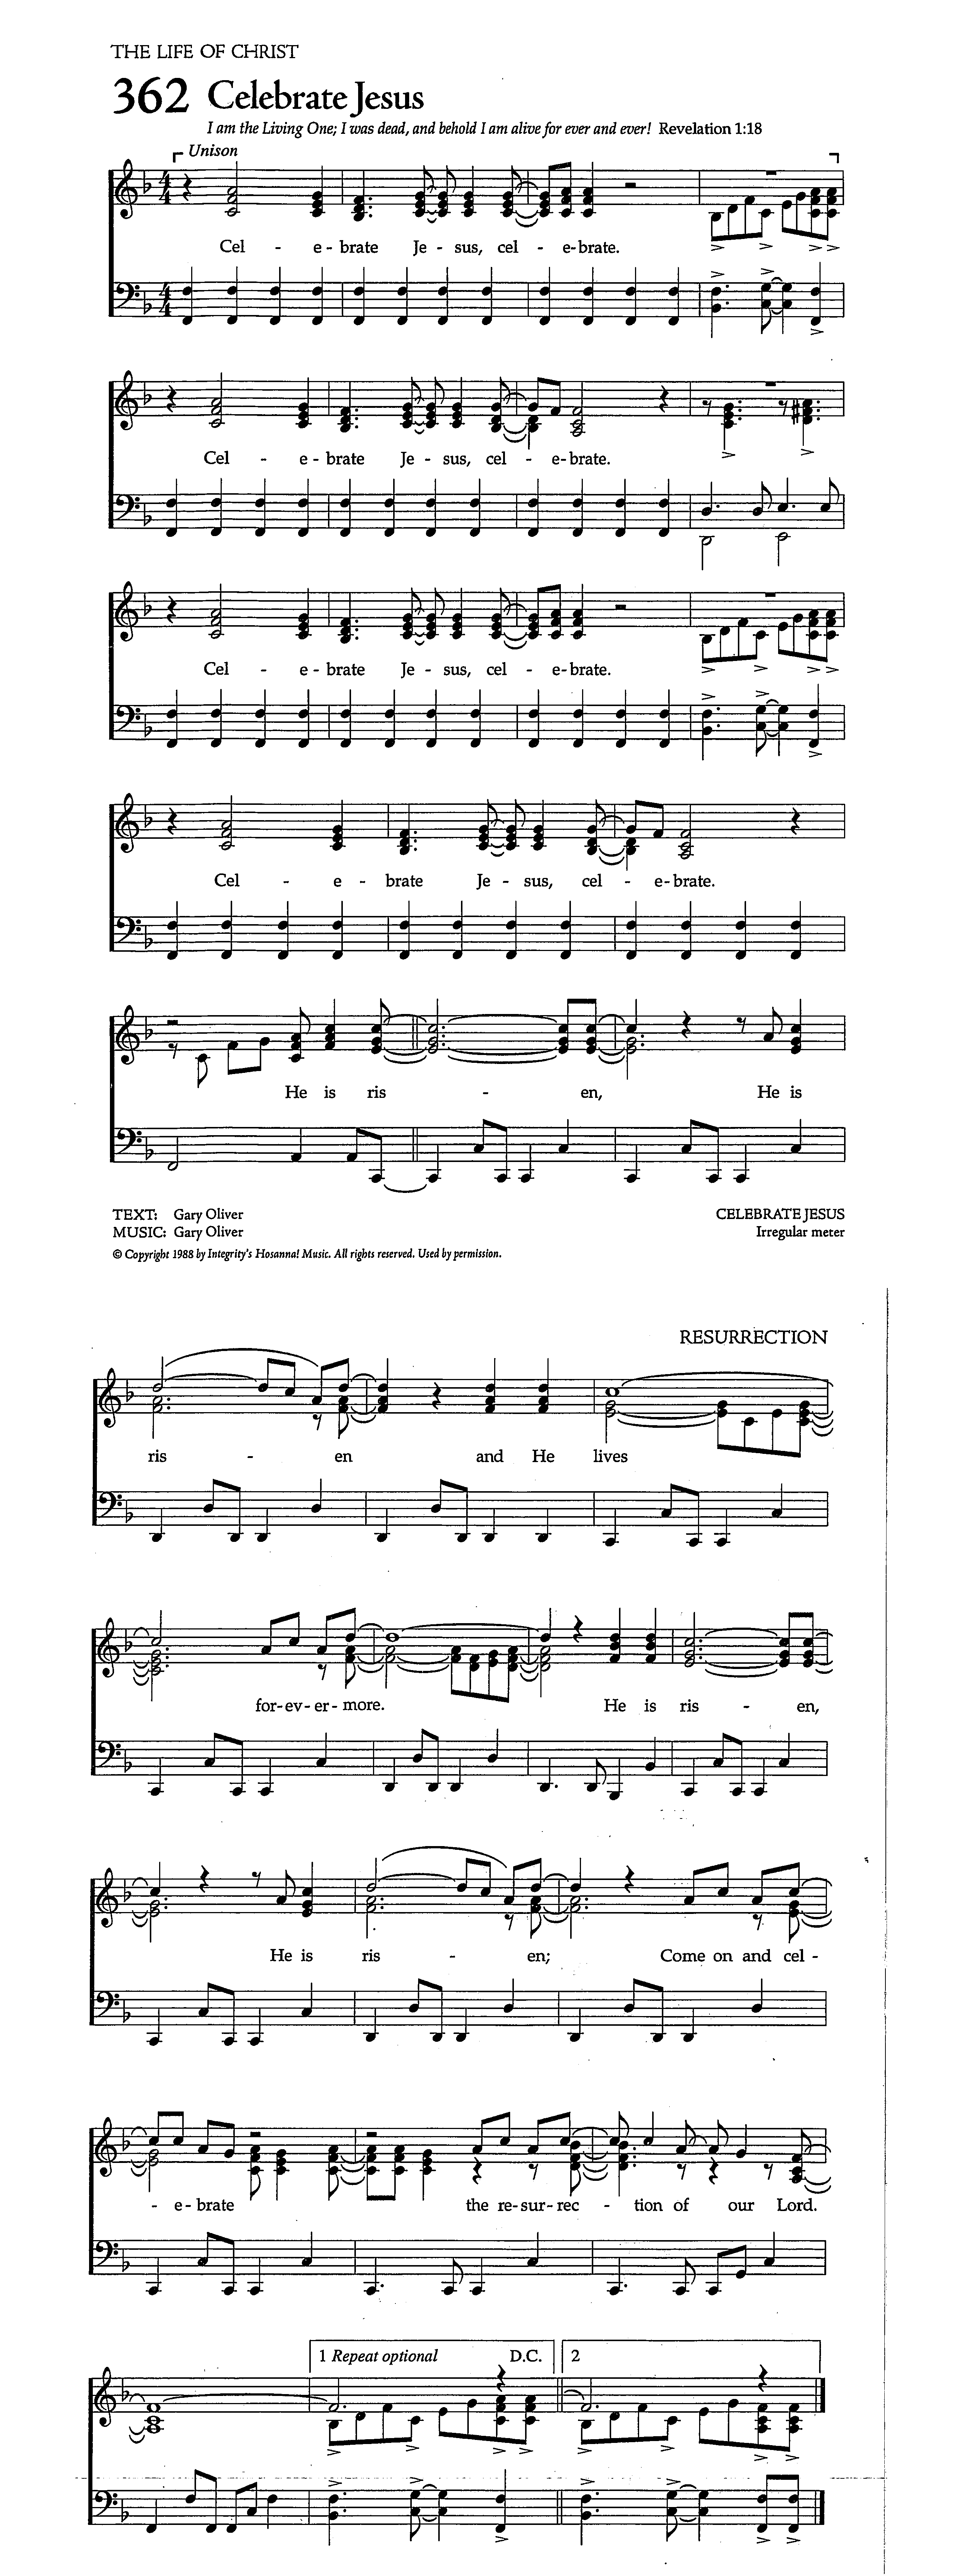 THE LIFE OF CHRIST
362 Celebrate Jesus
I am the Living One; I was dead, and behold I am alive for ever and ever! Revelation 1:18
Unison
Cel - e - brate Je - sus, cel - e - brate.
Cel - e - brate Je - sus, cel - e - brate.
Cel - e - brate Je - sus, cel - e - brate.
Cel - e - brate Je - sus, cel - e - brate.
He is ris - en, He is
TEXT: Gary Oliver CELEBRATE JESUS
MUSIC: Gary Oliver Irregular meter
© Copyright 1988 by Integrity's Hosanna! Music. All rights reserved. Used by permission.
RESURRECTION
ris - en and He lives
for - ev - er - more. He is ris - en,
He is ris - en; Come on and cel -
- e - brate the re - sur - rec - tion of our Lord.
1 Repeat optional D.C. 2